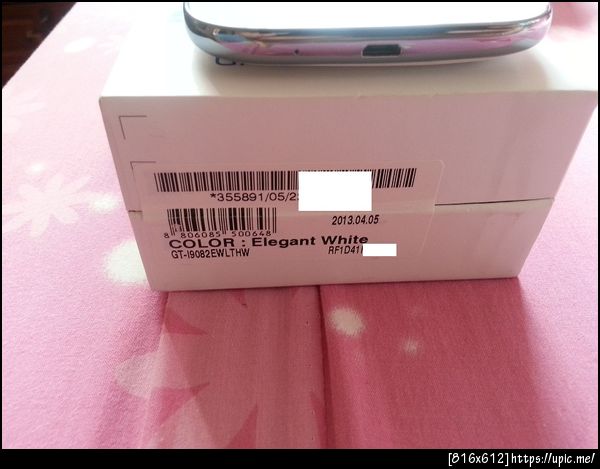 *355891/05/2
2013.04.05
8 806085 500648
COLOR : Elegant White
GT-I9082EWLTHW
RF1D41
[816x612]https://upic.me/